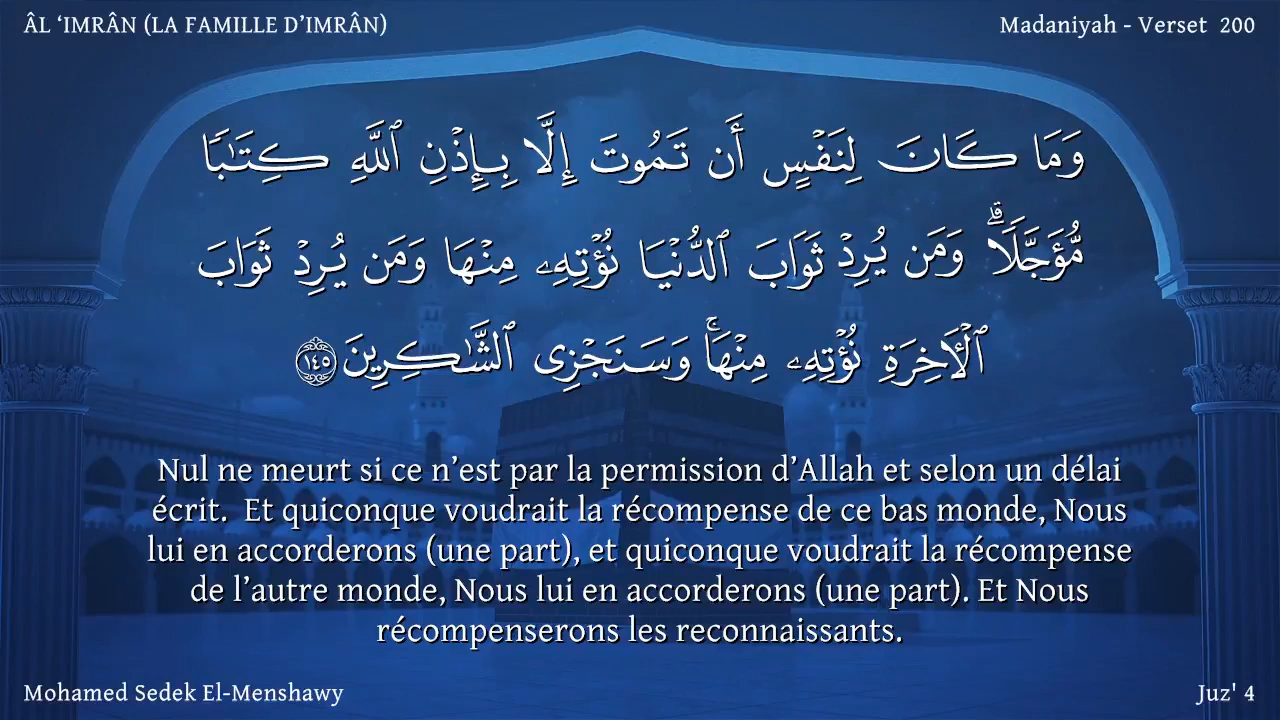 ÂL ‘IMRÂN (LA FAMILLE D’IMRÂN)
Madaniyah - Verset 200
وَمَا كَانَ لِنَفْسٍ أَن تَمُوتَ إِلَّا بِإِذْنِ ٱللَّهِ كِتَـٰبًا
مُّؤَجَّلًا ۗ وَمَن يُرِدْ ثَوَابَ ٱلدُّنْيَا نُؤْتِهِۦ مِنْهَا وَمَن يُرِدْ ثَوَابَ
ٱلْـَٔاخِرَةِ نُؤْتِهِۦ مِنْهَا ۚ وَسَنَجْزِى ٱلشَّـٰكِرِينَ ١٤٥
Nul ne meurt si ce n’est par la permission d’Allah et selon un délai
écrit.  Et quiconque voudrait la récompense de ce bas monde, Nous
lui en accorderons (une part), et quiconque voudrait la récompense
de l’autre monde, Nous lui en accorderons (une part). Et Nous
récompenserons les reconnaissants.
Mohamed Sedek El-Menshawy
Juz' 4